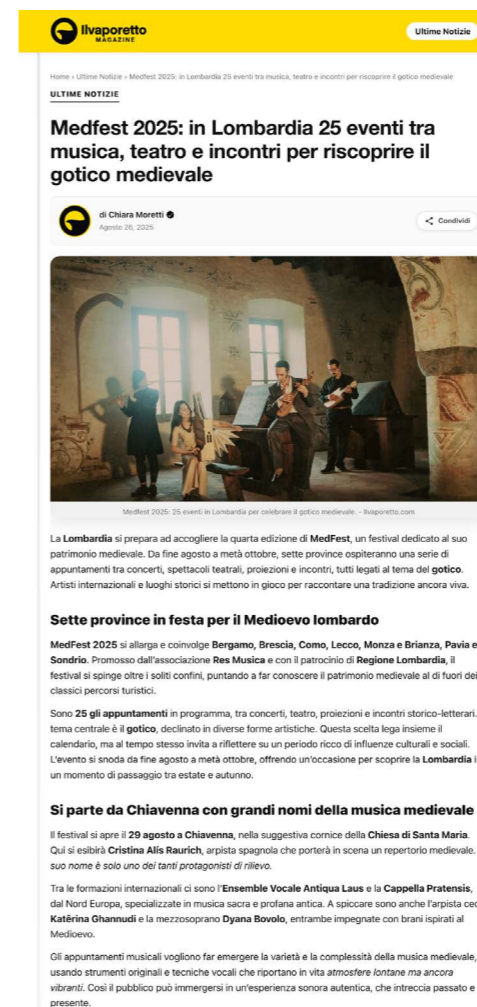 Ilvaporetto
MAGAZINE
Ultime Notizie
Home › Ultime Notizie › Medfest 2025: in Lombardia 25 eventi tra musica, teatro e incontri per riscoprire il gotico medievale
ULTIME NOTIZIE
Medfest 2025: in Lombardia 25 eventi tra
musica, teatro e incontri per riscoprire il
gotico medievale
di Chiara Moretti
Agosto 26, 2025
Condividi
Medfest 2025: 25 eventi in Lombardia per celebrare il gotico medievale. - Ilvaporetto.com
La Lombardia si prepara ad accogliere la quarta edizione di MedFest, un festival dedicato al suo
patrimonio medievale. Da fine agosto a metà ottobre, sette province ospiteranno una serie di
appuntamenti tra concerti, spettacoli teatrali, proiezioni e incontri, tutti legati al tema del gotico.
Artisti internazionali e luoghi storici si mettono in gioco per raccontare una tradizione ancora viva.
Sette province in festa per il Medioevo lombardo
MedFest 2025 si allarga e coinvolge Bergamo, Brescia, Como, Lecco, Monza e Brianza, Pavia e
Sondrio. Promosso dall'associazione Res Musica e con il patrocinio di Regione Lombardia, il
festival si spinge oltre i soliti confini, puntando a far conoscere il patrimonio medievale al di fuori dei
classici percorsi turistici.
Sono 25 gli appuntamenti in programma, tra concerti, teatro, proiezioni e incontri storico-letterari.
tema centrale è il gotico, declinato in diverse forme artistiche. Questa scelta lega insieme il
calendario, ma al tempo stesso invita a riflettere su un periodo ricco di influenze culturali e sociali.
L'evento si snoda da fine agosto a metà ottobre, offrendo un'occasione per scoprire la Lombardia i
un momento di passaggio tra estate e autunno.
Si parte da Chiavenna con grandi nomi della musica medievale
Il festival si apre il 29 agosto a Chiavenna, nella suggestiva cornice della Chiesa di Santa Maria.
Qui si esibirà Cristina Alís Raurich, arpista spagnola che porterà in scena un repertorio medievale.
suo nome è solo uno dei tanti protagonisti di rilievo.
Tra le formazioni internazionali ci sono l'Ensemble Vocale Antiqua Laus e la Cappella Pratensis,
dal Nord Europa, specializzate in musica sacra e profana antica. A spiccare sono anche l'arpista cec
Katěrina Ghannudi e la mezzosoprano Dyana Bovolo, entrambe impegnate con brani ispirati al
Medioevo.
Gli appuntamenti musicali vogliono far emergere la varietà e la complessità della musica medievale,
usando strumenti originali e tecniche vocali che riportano in vita atmosfere lontane ma ancora
vibranti. Così il pubblico può immergersi in un'esperienza sonora autentica, che intreccia passato e
presente.